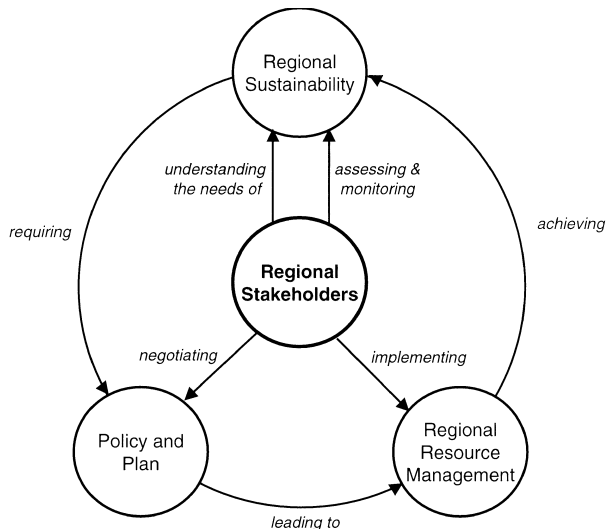 Regional
Sustainability
understanding
the needs of
assessing &
monitoring
requiring
achieving
Regional
Stakeholders
negotiating
implementing
Policy and
Plan
Regional
Resource
Management
leading to